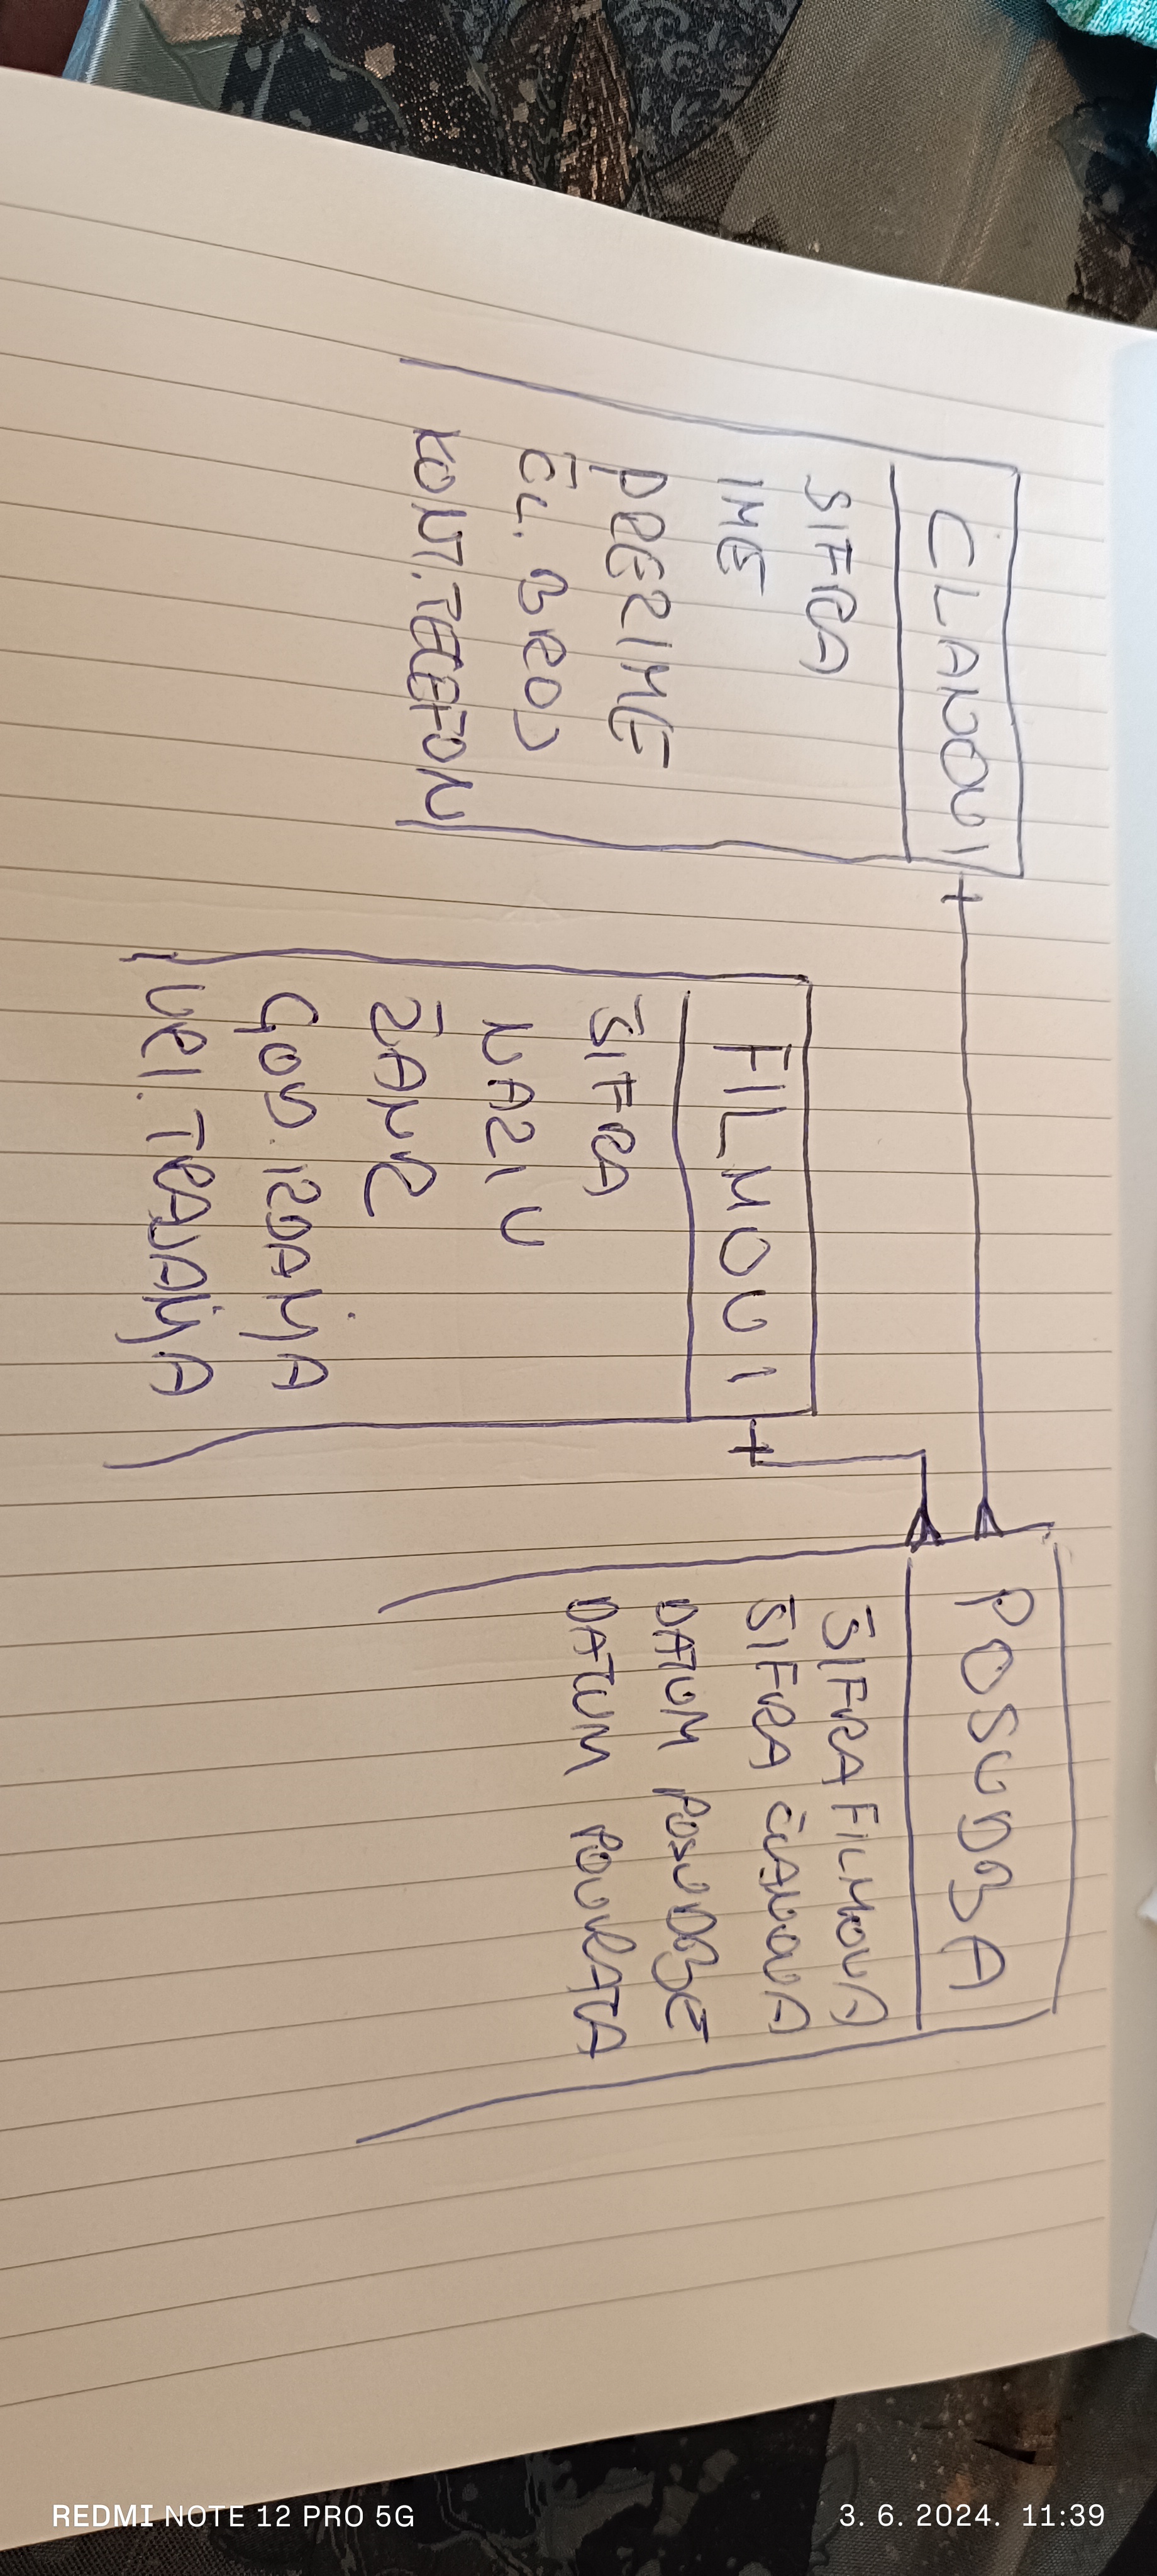 CLANOVI
SIFRA
IME
PREZIME
ČL. BROJ
KONT. TELEFON
FILMOVI
ŠIFRA
NAZIV
ŽANR
GOD. IZDANJA
VRI. TRAJANJA
POSUDBA
ŠIFRA FILMOVA
ŠIFRA ČLANOVA
DATUM POSUDBE
DATUM POVRATA
REDMI NOTE 12 PRO 5G
3. 6. 2024. 11:39